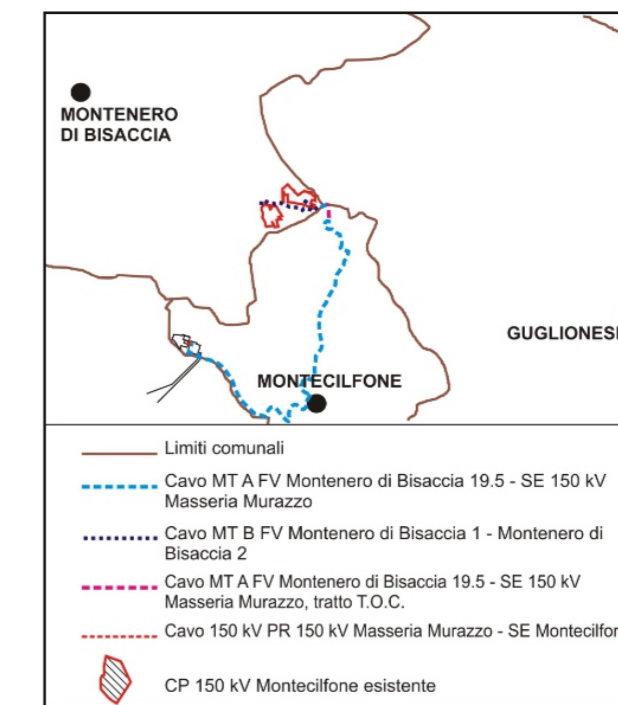 MONTENERO
DI BISACCIA
GUGLIONESI
MONTECILFONE
Limiti comunali
Cavo MT A FV Montenero di Bisaccia 19.5 - SE 150 kV
Masseria Murazzo
Cavo MT B FV Montenero di Bisaccia 1 - Montenero di
Bisaccia 2
Cavo MT A FV Montenero di Bisaccia 19.5 - SE 150 kV
Masseria Murazzo, tratto T.O.C.
Cavo 150 kV PR 150 kV Masseria Murazzo - SE Montecilfon
CP 150 kV Montecilfone esistente